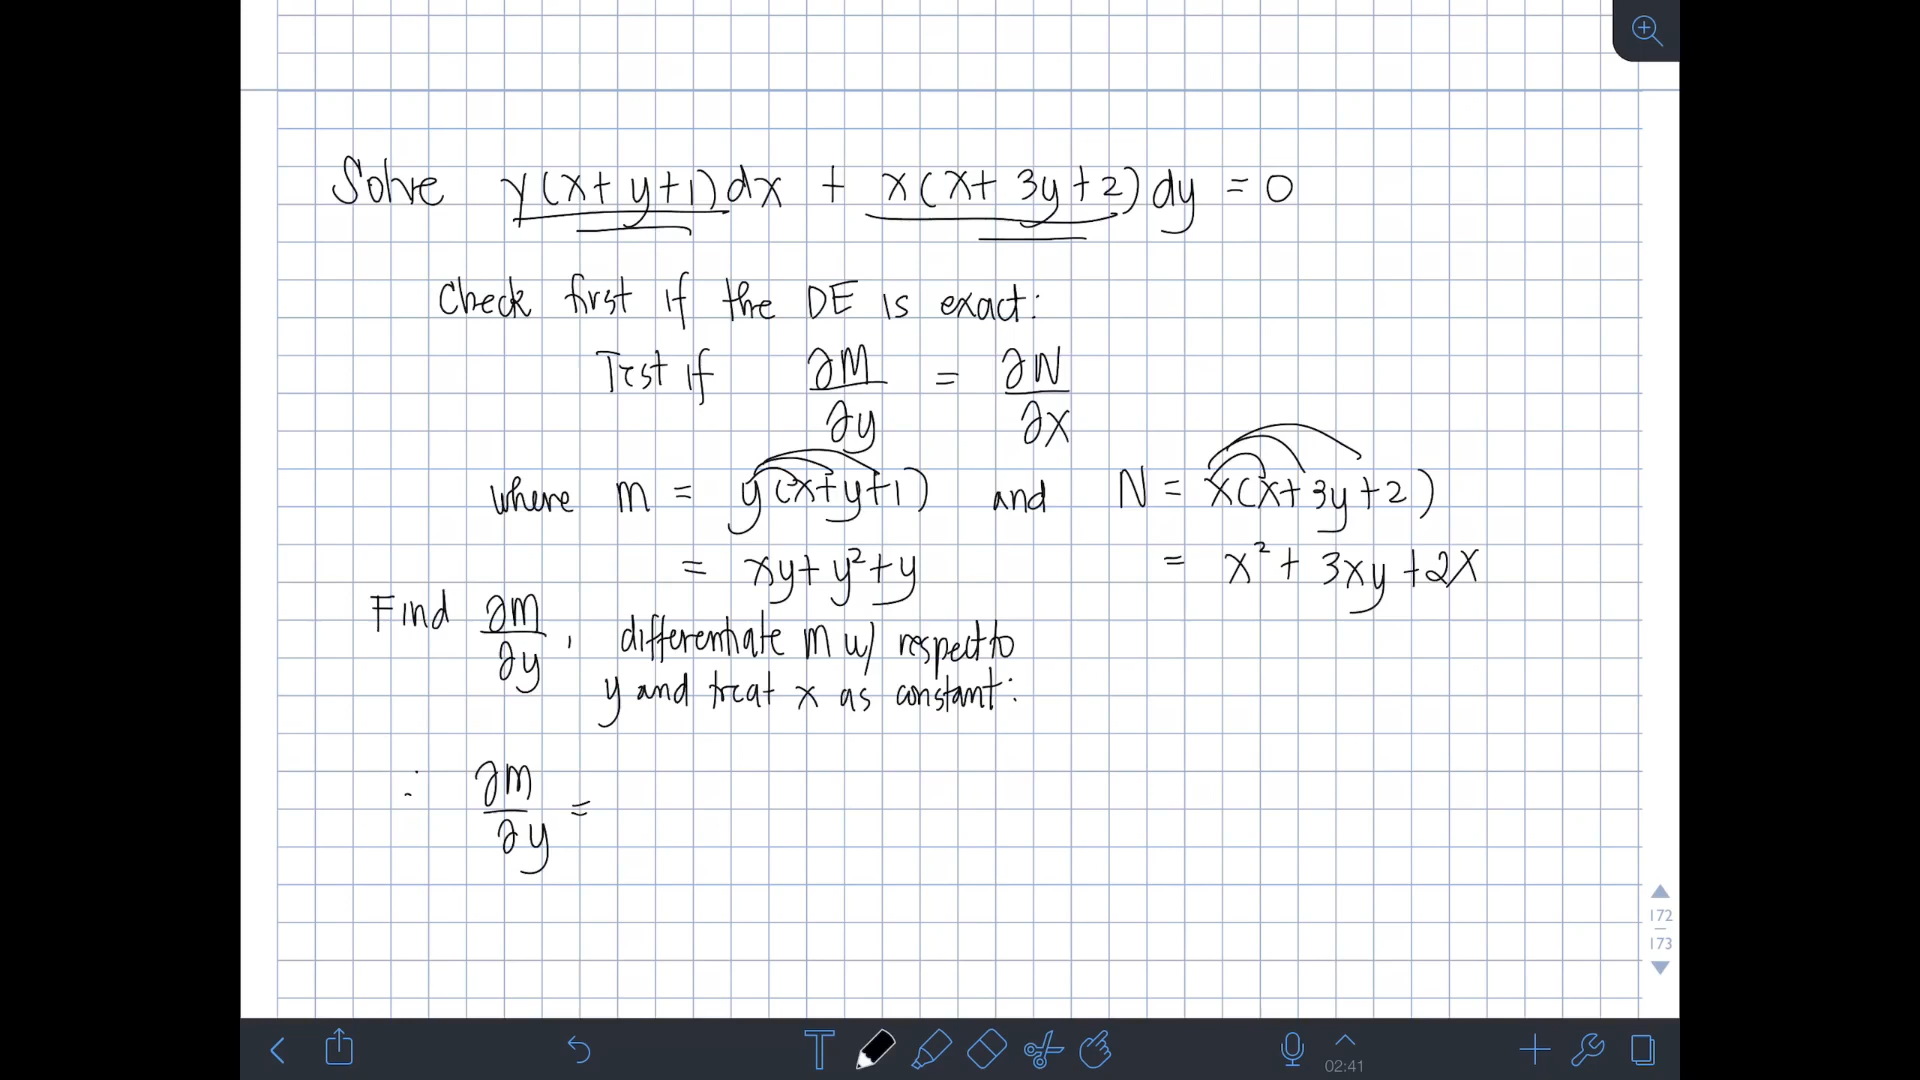 Solve y(x+y+1)dx + x(x+3y+2)dy = 0
Check first if the DE is exact:
Test if ∂M/∂y = ∂N/∂x
where m = y(x+y+1) and N = x(x+3y+2)
= xy+y²+y = x²+3xy+2x
Find ∂m/∂y, differentiate m w/ respect to
y and treat x as constant:
∴ ∂m/∂y =
172
173
T
02:41